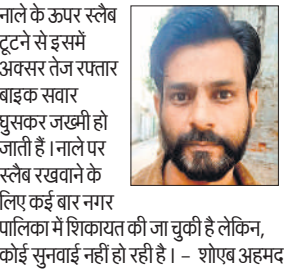 नाले के ऊपर स्लैब
टूटने से इसमें
अक्सर तेज रफ्तार
बाइक सवार
घुसकर जख्मी हो
जाती हैं ।नाले पर
स्लैब रखवाने के
लिए कई बार नगर
पालिका में शिकायत की जा चुकी है लेकिन,
कोई सुनवाई नहीं हो रही है । – शोएब अहमद